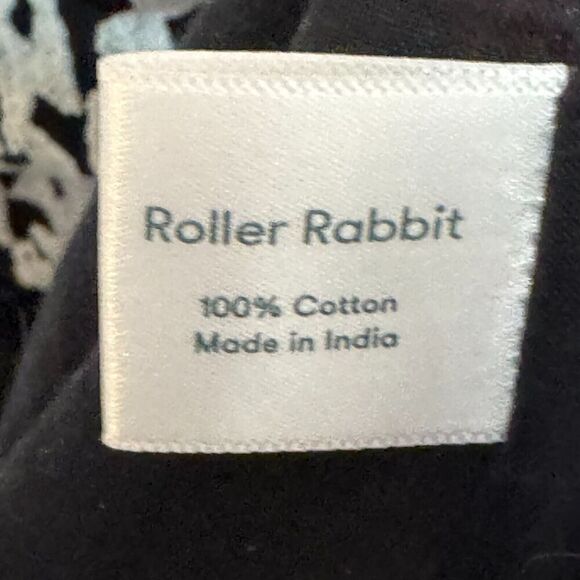 Roller Rabbit
100% Cotton
Made in India